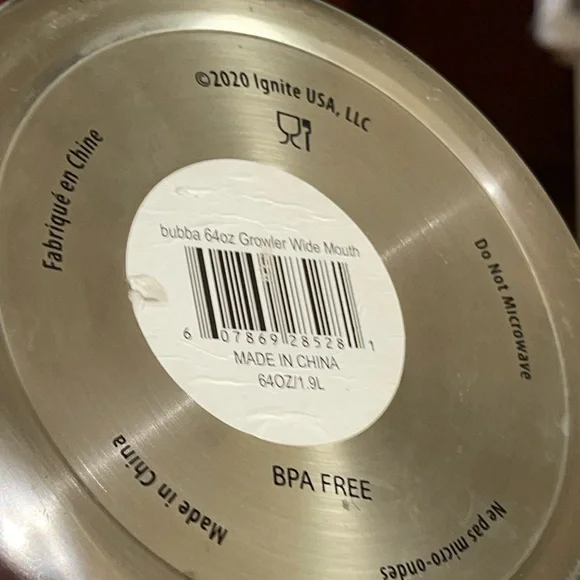 ©2020 Ignite USA, LLC
Fabriqué en Chine
bubba 64oz Growler Wide Mouth
6 07869 28528 1
MADE IN CHINA
64OZ/1.9L
Do Not Microwave
BPA FREE
Made in China
Ne pas micro-ondes